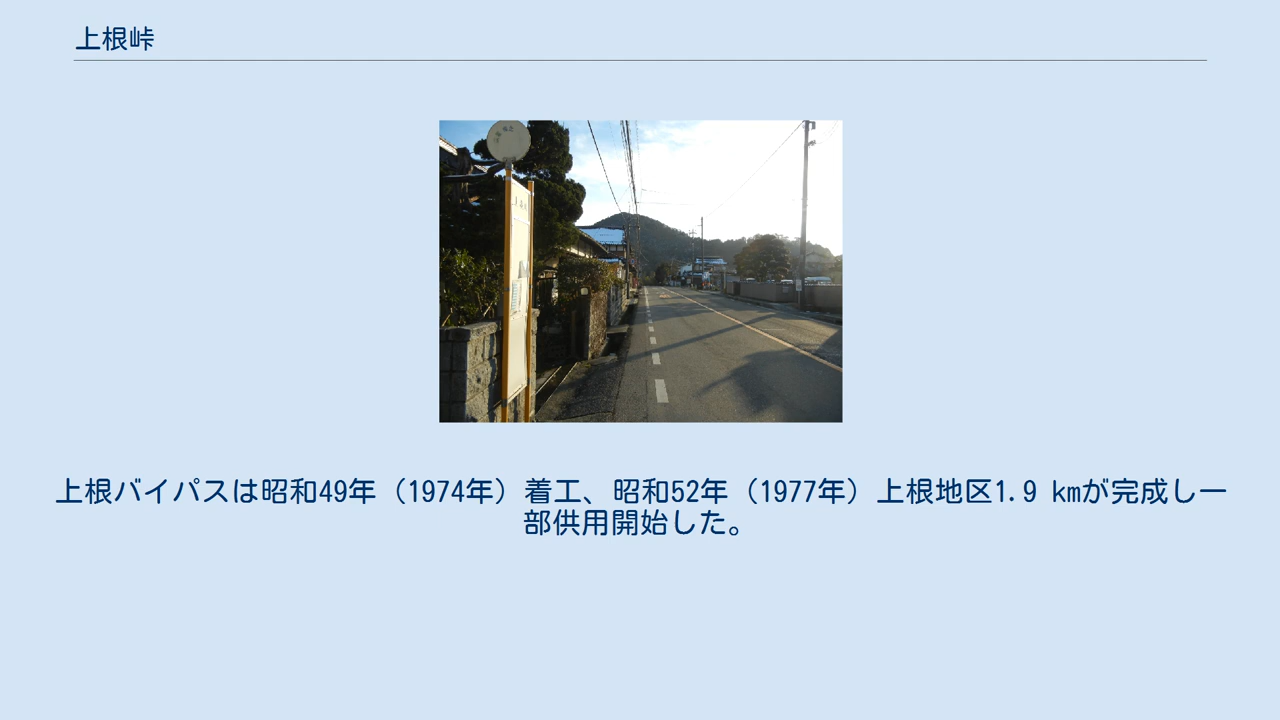 上根峠
上根バイパスは昭和49年（1974年）着工、昭和52年（1977年）上根地区1.9 kmが完成し一
部供用開始した。